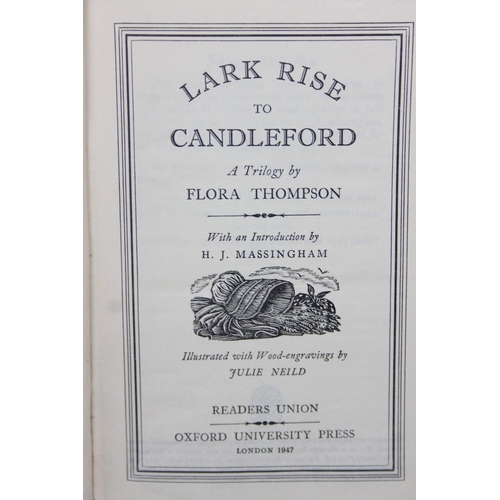 LARK RISE
TO
CANDLEFORD
A Trilogy by
FLORA THOMPSON
With an Introduction by
H. J. MASSINGHAM
Illustrated with Wood-engravings by
JULIE NEILD
READERS UNION
OXFORD UNIVERSITY PRESS
LONDON 1947